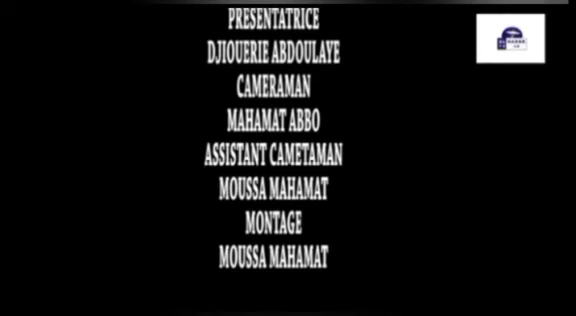 PRESENTATRICE
DJIOUERIE ABDOULAYE
CAMERAMAN
MAHAMAT ABBO
ASSISTANT CAMETAMAN
MOUSSA MAHAMAT
MONTAGE
MOUSSA MAHAMAT